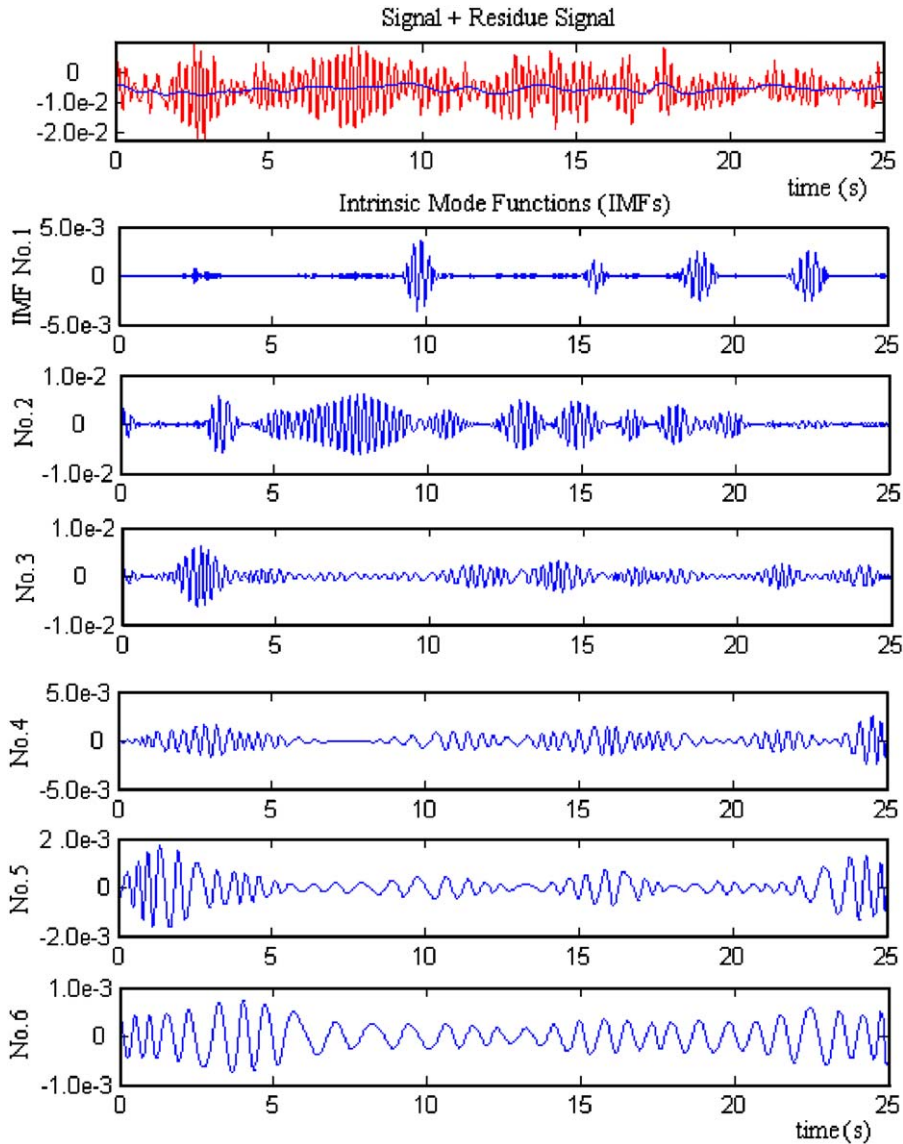 Signal + Residue Signal
0
-1.0e-2
-2.0e-2
0 5 10 15 20 25
time (s)
Intrinsic Mode Functions (IMFs)
IMF No.1
5.0e-3
0
-5.0e-3
0 5 10 15 20 25
No.2
1.0e-2
0
-1.0e-2
0 5 10 15 20 25
No.3
1.0e-2
0
-1.0e-2
0 5 10 15 20 25
No.4
5.0e-3
0
-5.0e-3
0 5 10 15 20 25
No.5
2.0e-3
0
-2.0e-3
0 5 10 15 20 25
No.6
1.0e-3
0
-1.0e-3
0 5 10 15 20 25
time (s)